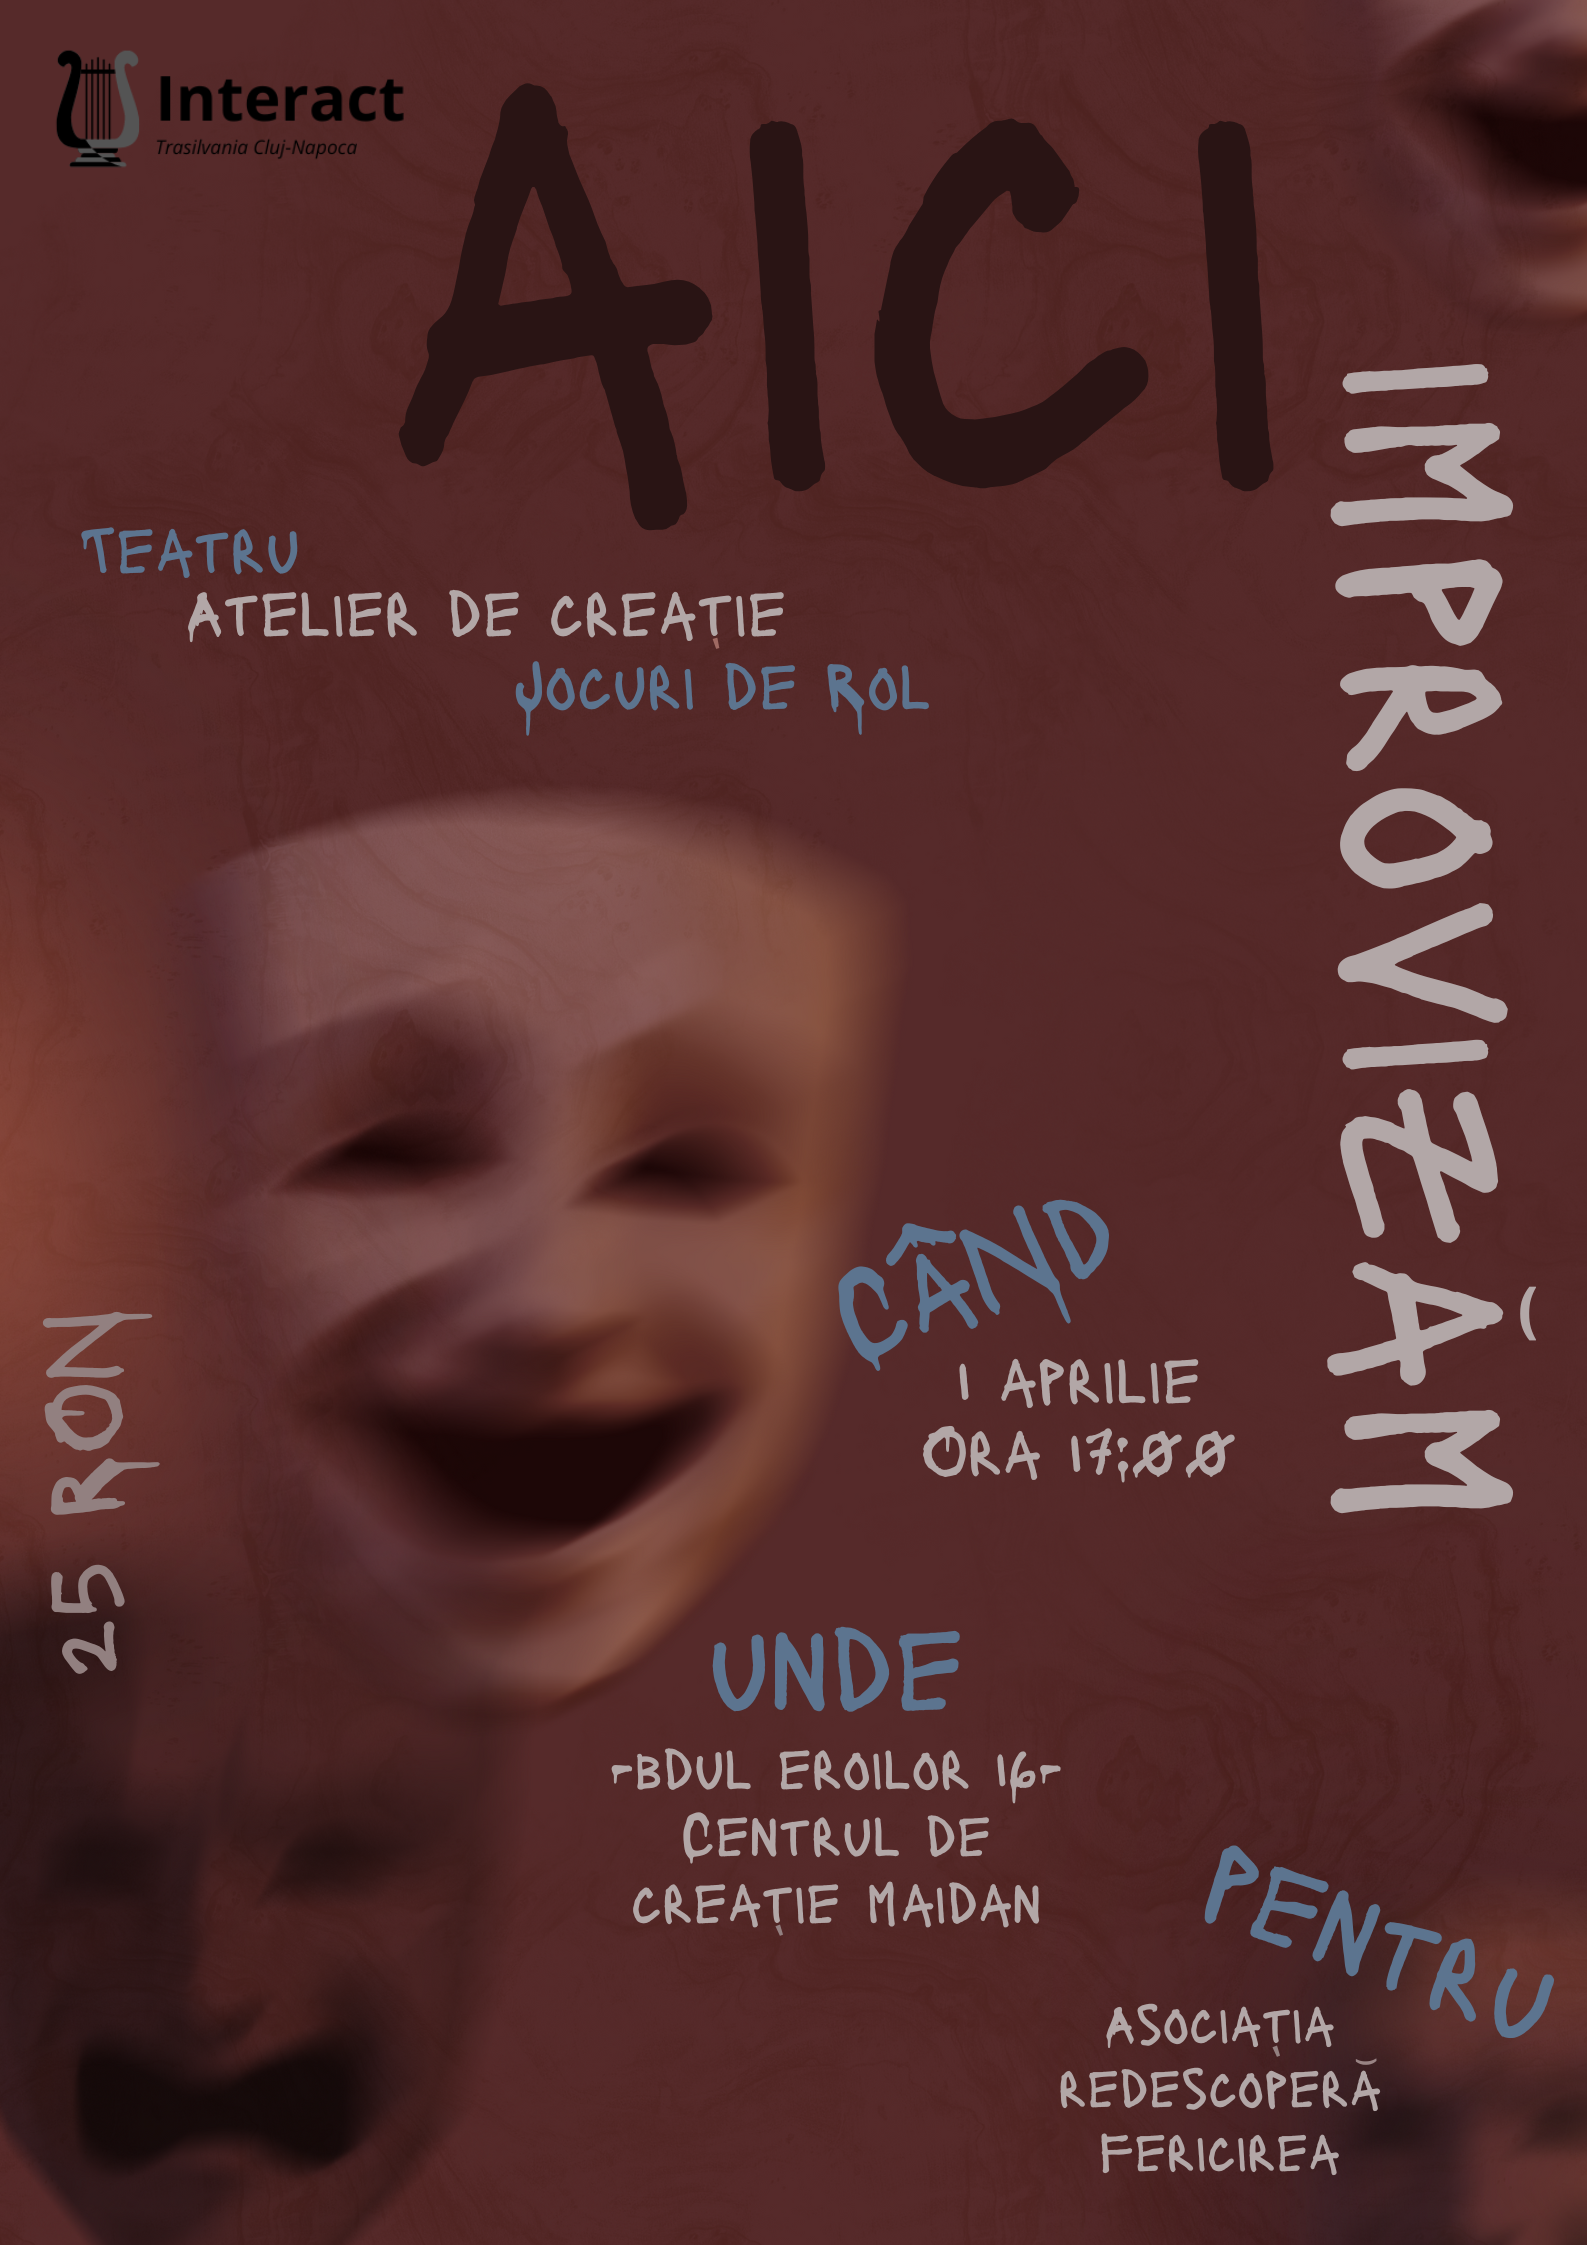 Interact
Trasilvania Cluj-Napoca
AICI
IMPROVIZĂM
TEATRU
ATELIER DE CREAȚIE
JOCURI DE ROL
25 RON
CÂND
1 APRILIE
ORA 17:00
UNDE
-BDUL EROILOR 16-
CENTRUL DE
CREAȚIE MAIDAN
PENTRU
ASOCIAȚIA
REDESCOPERĂ
FERICIREA